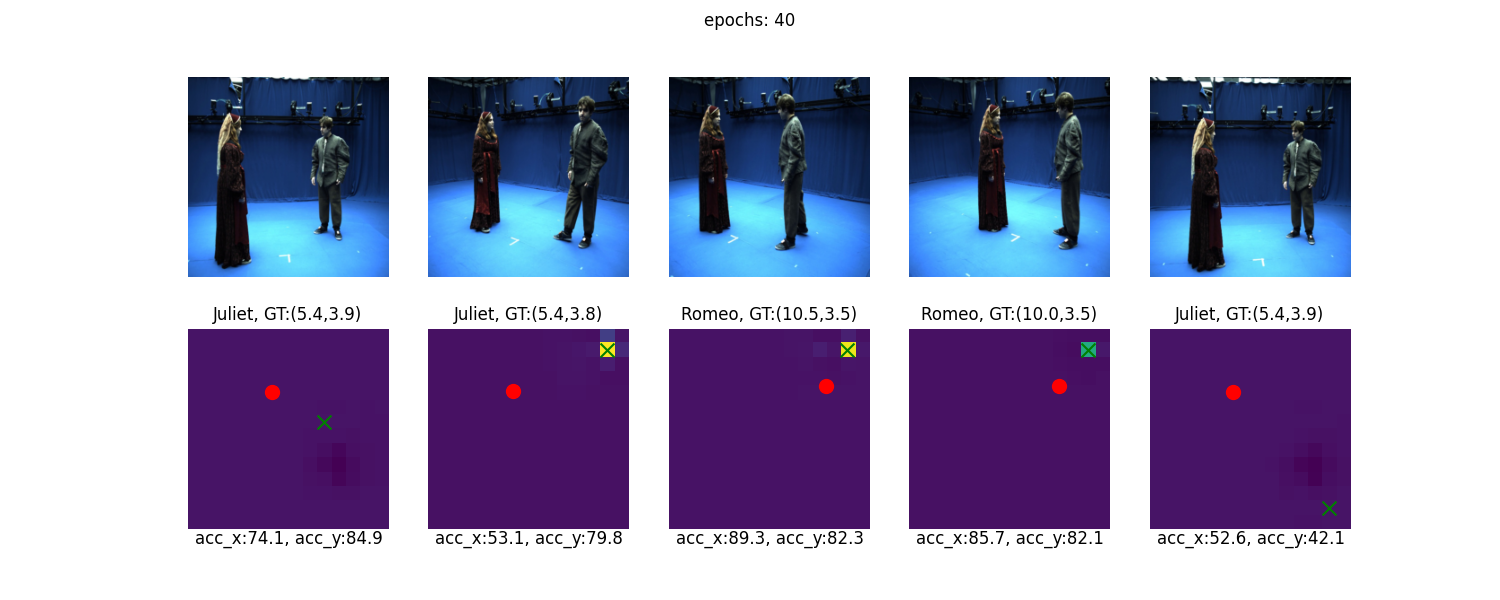 epochs: 40
Juliet, GT:(5.4,3.9)
Juliet, GT:(5.4,3.8)
Romeo, GT:(10.5,3.5)
Romeo, GT:(10.0,3.5)
Juliet, GT:(5.4,3.9)
acc_x:74.1, acc_y:84.9
acc_x:53.1, acc_y:79.8
acc_x:89.3, acc_y:82.3
acc_x:85.7, acc_y:82.1
acc_x:52.6, acc_y:42.1